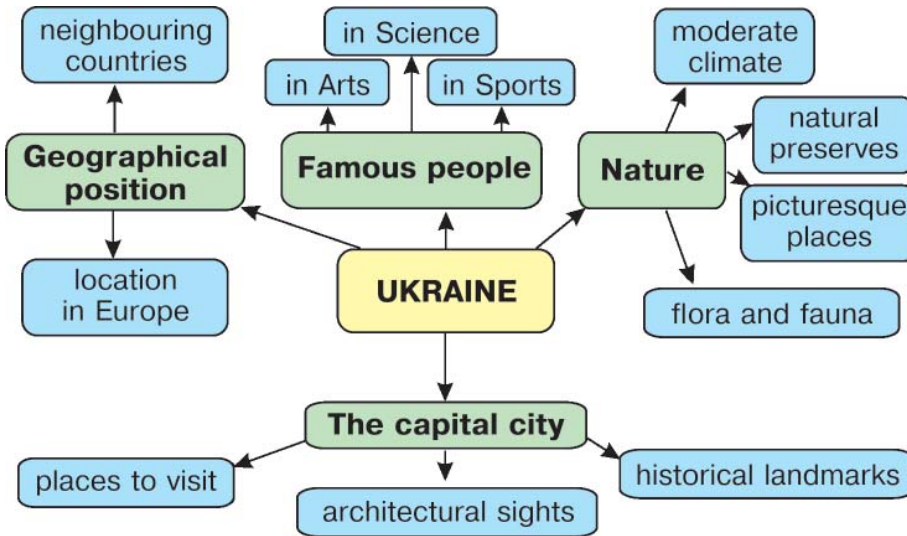 neighbouring
countries
in Science
in Arts
in Sports
moderate
climate
natural
preserves
Geographical
position
Famous people
Nature
picturesque
places
location
in Europe
UKRAINE
flora and fauna
The capital city
places to visit
architectural sights
historical landmarks